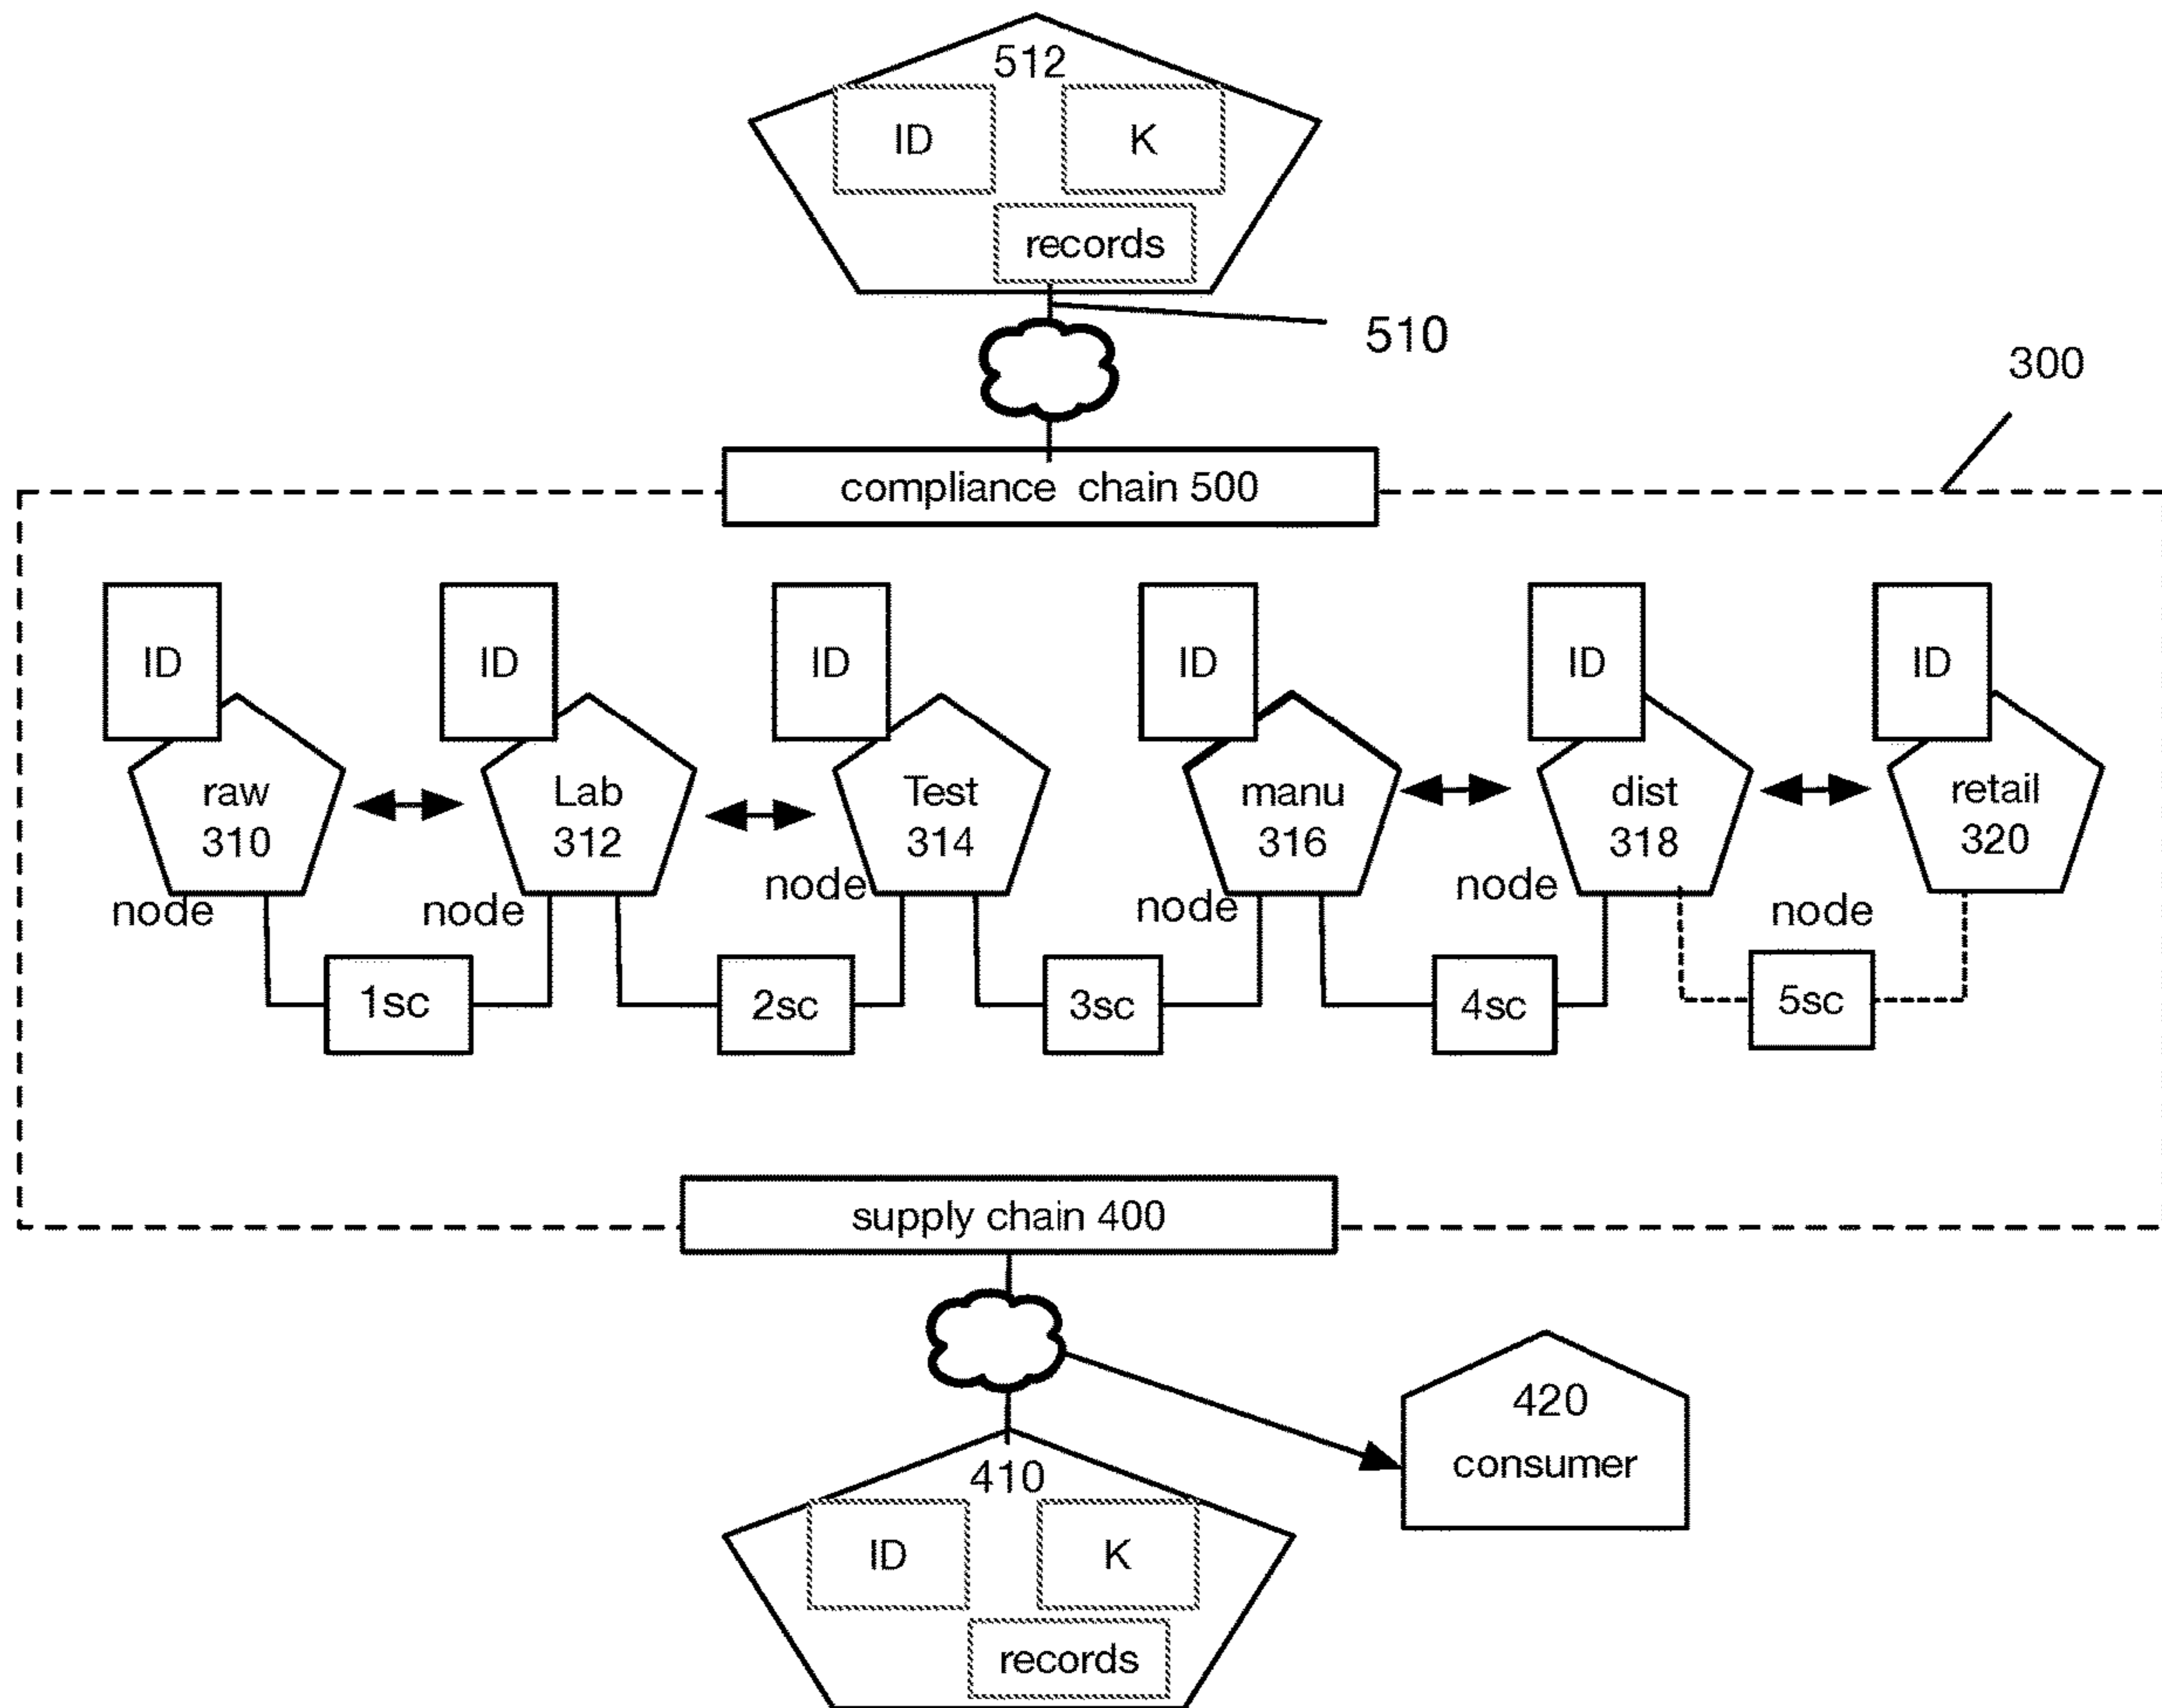 512
ID
K
records
510
300
compliance chain 500
ID
ID
ID
ID
ID
ID
raw
310
Lab
312
Test
314
manu
316
dist
318
retail
320
node
node
node
node
node
node
1sc
2sc
3sc
4sc
5sc
supply chain 400
420
consumer
410
ID
K
records